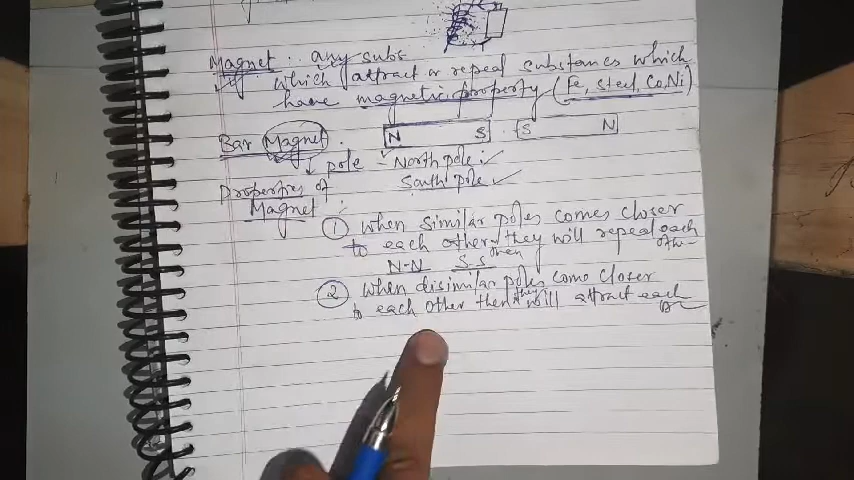 Magnet .. any subs
which attract or repeal substances which
have magnetic property (Fe, Steel, Co, Ni)
Bar Magnet . N S S N
↓ pole North pole ✓
Properties of South pole ✓
Magnet :
① When similar poles comes closer
to each other they will repeal each
other
N-N S-S then
② When disimilar poles come closer
to each other then they will attract each